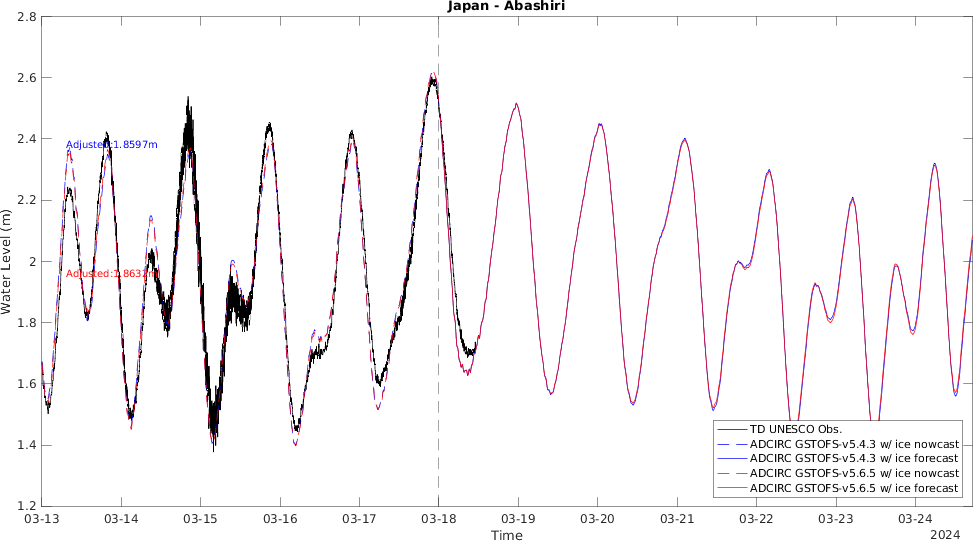 Japan - Abashiri
2.8
2.6
2.4
2.2
2
1.8
1.6
1.4
1.2
Water Level (m)
Adjusted:1.8597m
Adjusted:1.8632m
TD UNESCO Obs.
ADCIRC GSTOFS-v5.4.3 w/ ice nowcast
ADCIRC GSTOFS-v5.4.3 w/ ice forecast
ADCIRC GSTOFS-v5.6.5 w/ ice nowcast
ADCIRC GSTOFS-v5.6.5 w/ ice forecast
03-13 03-14 03-15 03-16 03-17 03-18 03-19 03-20 03-21 03-22 03-23 03-24
Time
2024